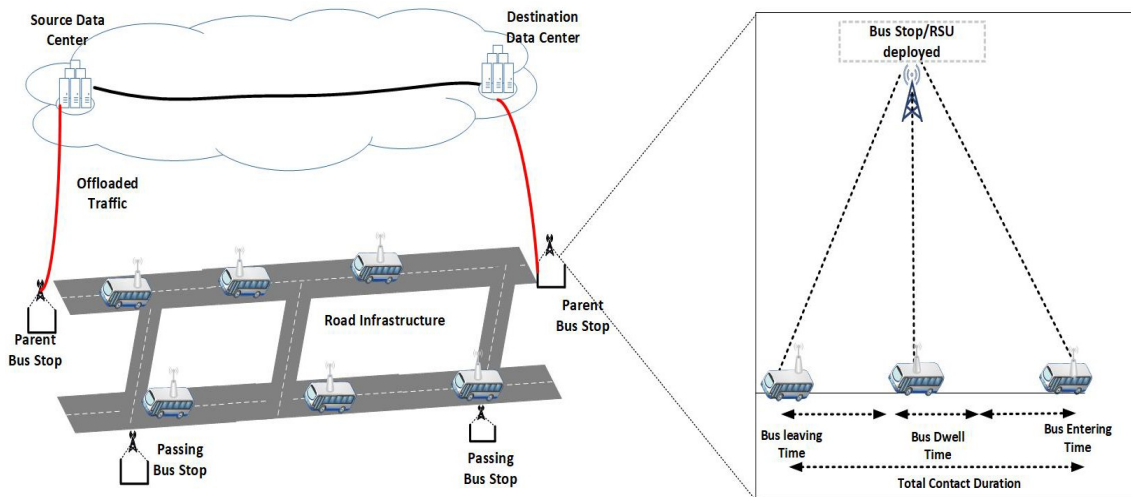 Source Data
Center
Destination
Data Center
Offloaded
Traffic
Parent
Bus Stop
Road Infrastructure
Parent
Bus Stop
Passing
Bus Stop
Passing
Bus Stop
Bus Stop/RSU
deployed
Bus leaving
Time
Bus Dwell
Time
Bus Entering
Time
Total Contact Duration